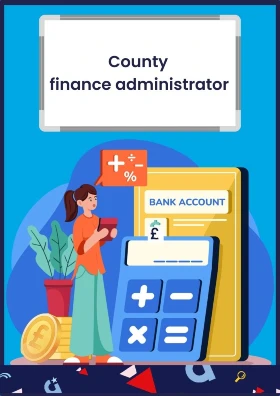 County
finance administrator
+ ÷ -
%
BANK ACCOUNT
£
+ -
× =